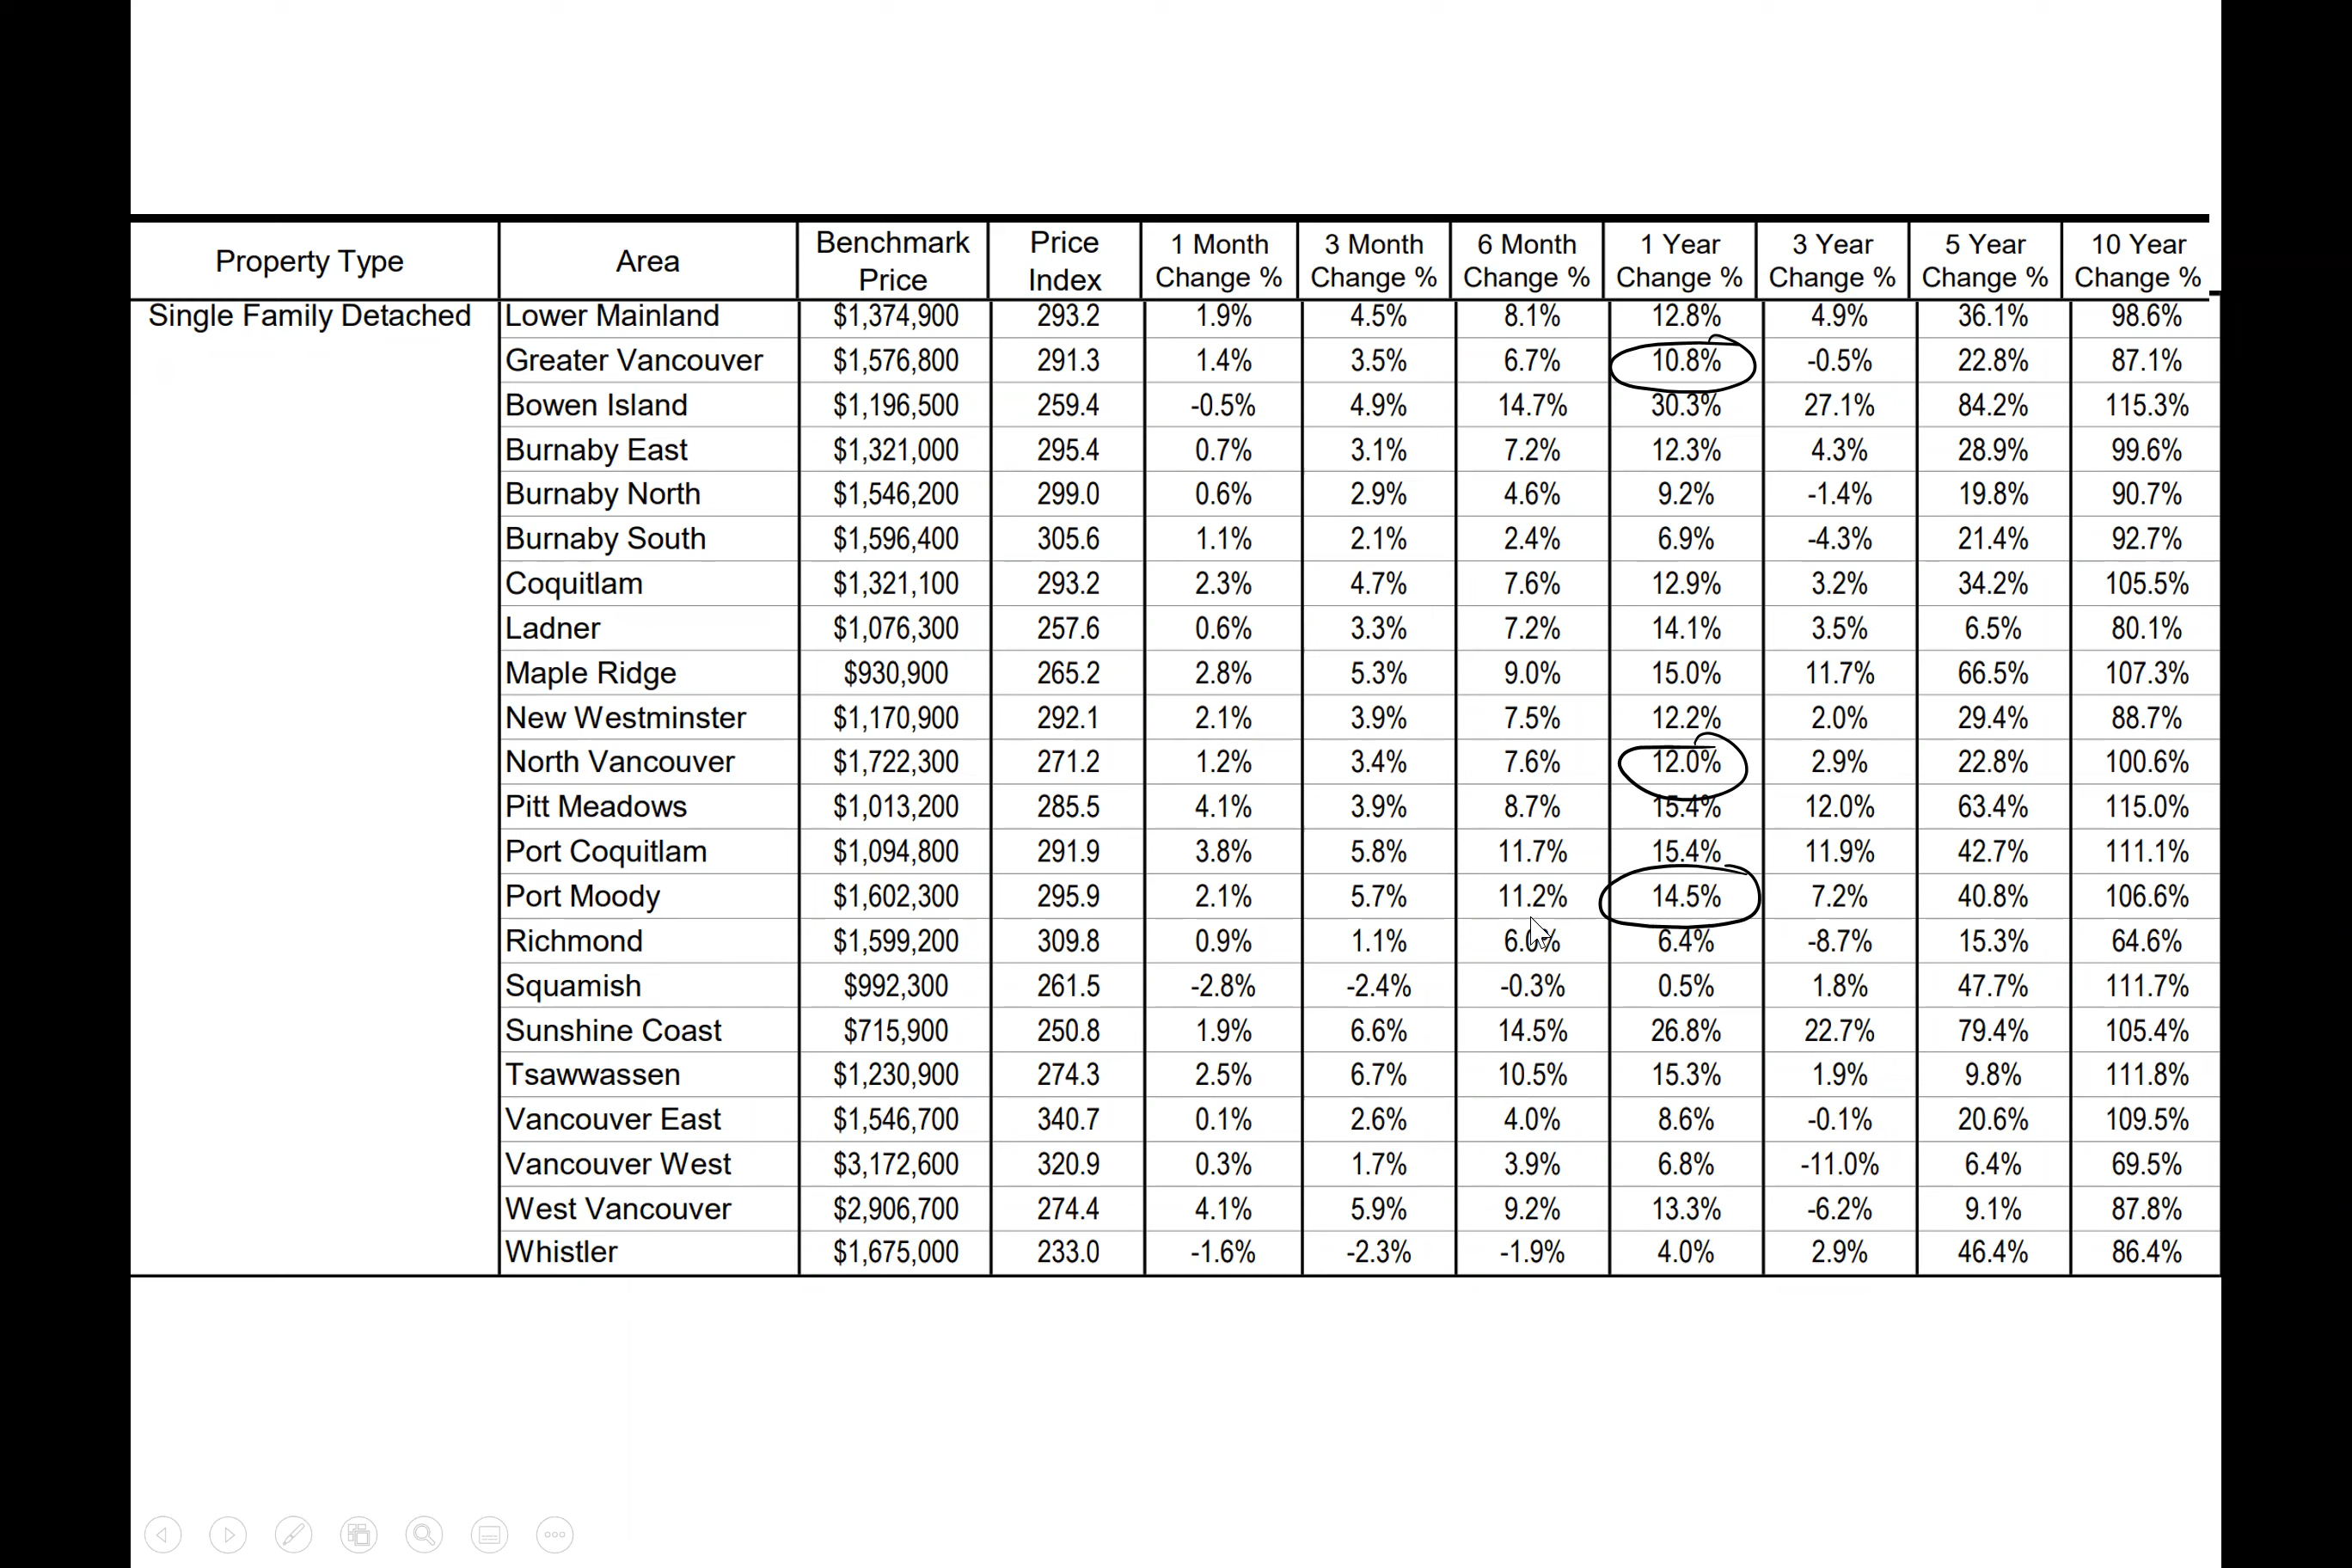 Property Type Area Benchmark Price Price Index 1 Month Change % 3 Month Change % 6 Month Change % 1 Year Change % 3 Year Change % 5 Year Change % 10 Year Change %
Single Family Detached Lower Mainland $1,374,900 293.2 1.9% 4.5% 8.1% 12.8% 4.9% 36.1% 98.6%
Greater Vancouver $1,576,800 291.3 1.4% 3.5% 6.7% 10.8% -0.5% 22.8% 87.1%
Bowen Island $1,196,500 259.4 -0.5% 4.9% 14.7% 30.3% 27.1% 84.2% 115.3%
Burnaby East $1,321,000 295.4 0.7% 3.1% 7.2% 12.3% 4.3% 28.9% 99.6%
Burnaby North $1,546,200 299.0 0.6% 2.9% 4.6% 9.2% -1.4% 19.8% 90.7%
Burnaby South $1,596,400 305.6 1.1% 2.1% 2.4% 6.9% -4.3% 21.4% 92.7%
Coquitlam $1,321,100 293.2 2.3% 4.7% 7.6% 12.9% 3.2% 34.2% 105.5%
Ladner $1,076,300 257.6 0.6% 3.3% 7.2% 14.1% 3.5% 6.5% 80.1%
Maple Ridge $930,900 265.2 2.8% 5.3% 9.0% 15.0% 11.7% 66.5% 107.3%
New Westminster $1,170,900 292.1 2.1% 3.9% 7.5% 12.2% 2.0% 29.4% 88.7%
North Vancouver $1,722,300 271.2 1.2% 3.4% 7.6% 12.0% 2.9% 22.8% 100.6%
Pitt Meadows $1,013,200 285.5 4.1% 3.9% 8.7% 15.4% 12.0% 63.4% 115.0%
Port Coquitlam $1,094,800 291.9 3.8% 5.8% 11.7% 15.4% 11.9% 42.7% 111.1%
Port Moody $1,602,300 295.9 2.1% 5.7% 11.2% 14.5% 7.2% 40.8% 106.6%
Richmond $1,599,200 309.8 0.9% 1.1% 6.0% 6.4% -8.7% 15.3% 64.6%
Squamish $992,300 261.5 -2.8% -2.4% -0.3% 0.5% 1.8% 47.7% 111.7%
Sunshine Coast $715,900 250.8 1.9% 6.6% 14.5% 26.8% 22.7% 79.4% 105.4%
Tsawwassen $1,230,900 274.3 2.5% 6.7% 10.5% 15.3% 1.9% 9.8% 111.8%
Vancouver East $1,546,700 340.7 0.1% 2.6% 4.0% 8.6% -0.1% 20.6% 109.5%
Vancouver West $3,172,600 320.9 0.3% 1.7% 3.9% 6.8% -11.0% 6.4% 69.5%
West Vancouver $2,906,700 274.4 4.1% 5.9% 9.2% 13.3% -6.2% 9.1% 87.8%
Whistler $1,675,000 233.0 -1.6% -2.3% -1.9% 4.0% 2.9% 46.4% 86.4%